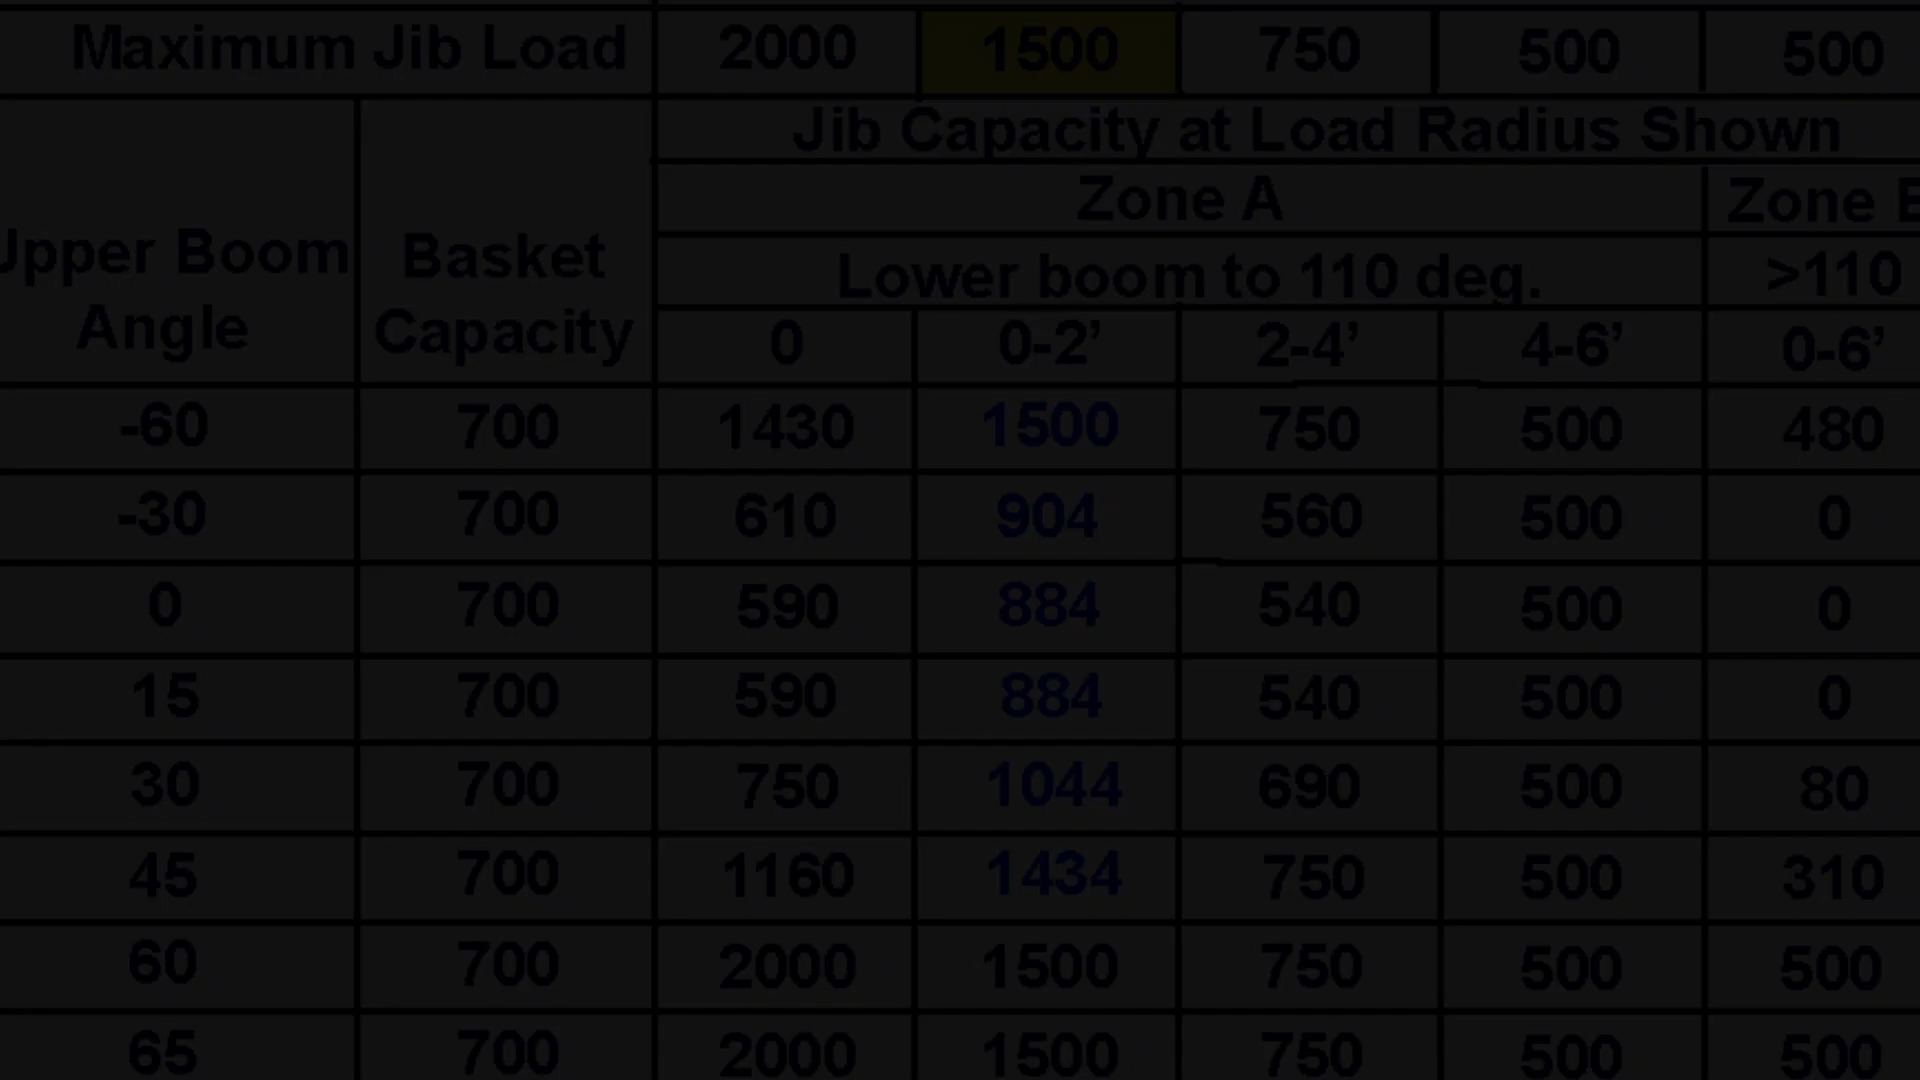 Maximum Jib Load 2000 1500 750 500 500
Jib Capacity at Load Radius Shown
Zone A Zone
Lower boom to 110 deg. >110
Upper Boom Angle Basket Capacity 0 0-2’ 2-4’ 4-6’ 0-6’
-60 700 1430 1500 750 500 480
-30 700 610 904 560 500 0
0 700 590 884 540 500 0
15 700 590 884 540 500 0
30 700 750 1044 690 500 80
45 700 1160 1434 750 500 310
60 700 2000 1500 750 500 500
65 700 2000 1500 750 500 500